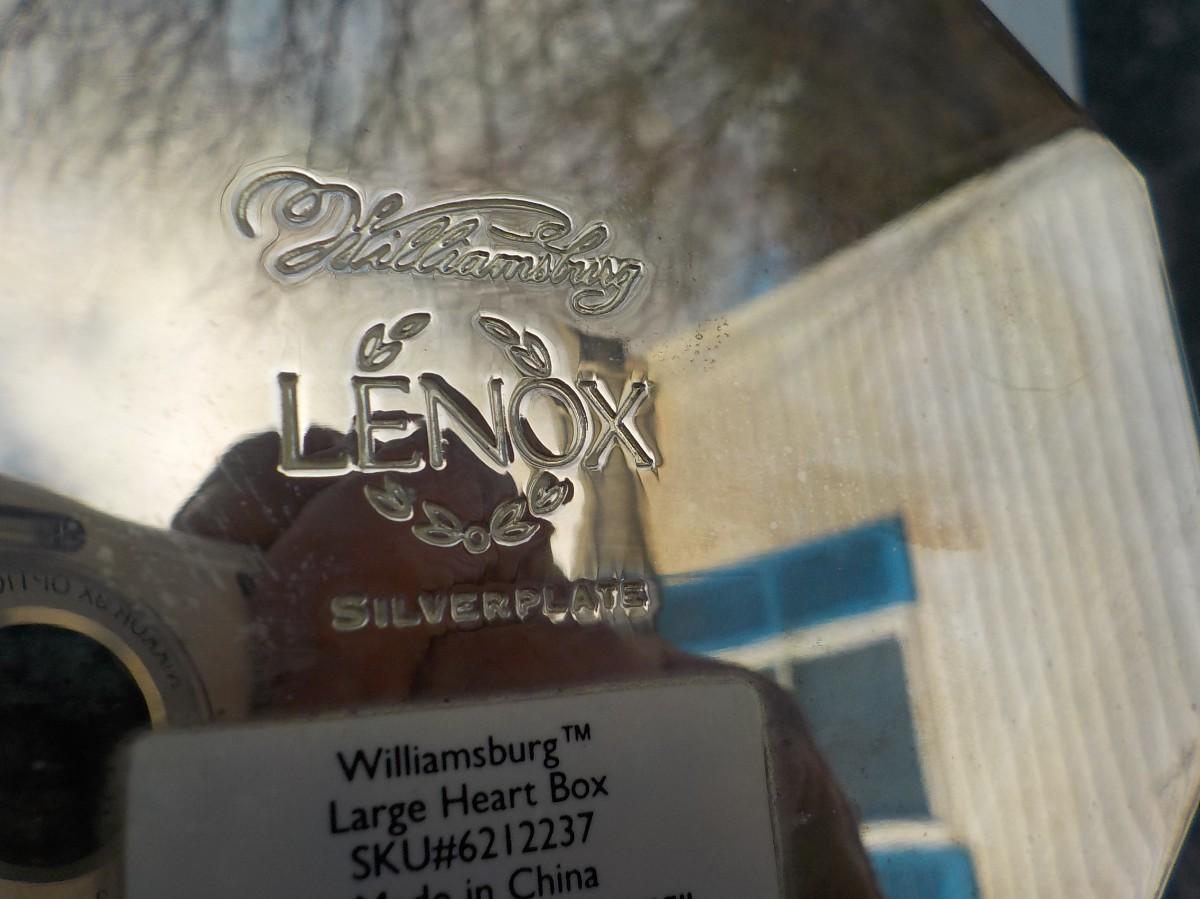 Williamsburg
LENOX
SILVERPLATE
Williamsburg™
Large Heart Box
SKU#6212237
Made in China